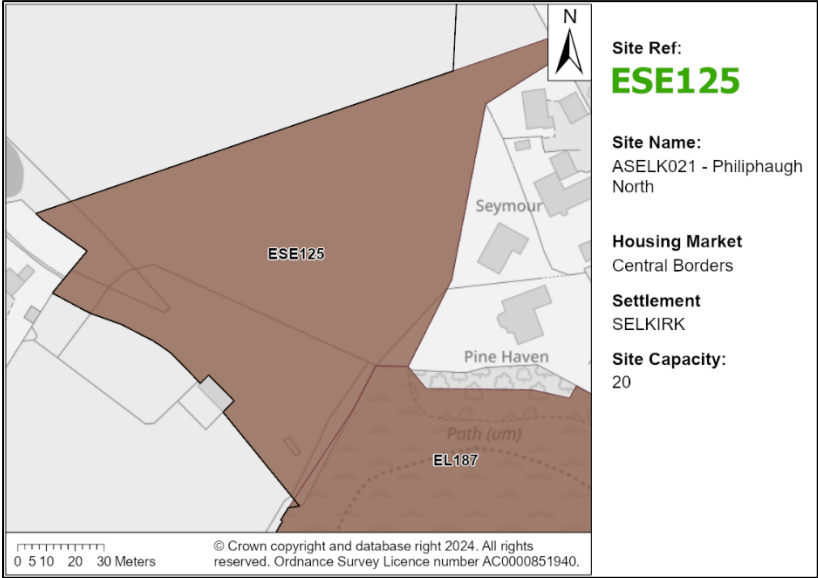 N
Seymour
ESE125
Pine Haven
Path (um)
EL187
0 5 10 20 30 Meters
© Crown copyright and database right 2024. All rights
reserved. Ordnance Survey Licence number AC0000851940.
Site Ref:
ESE125
Site Name:
ASELK021 - Philiphaugh
North
Housing Market
Central Borders
Settlement
SELKIRK
Site Capacity:
20